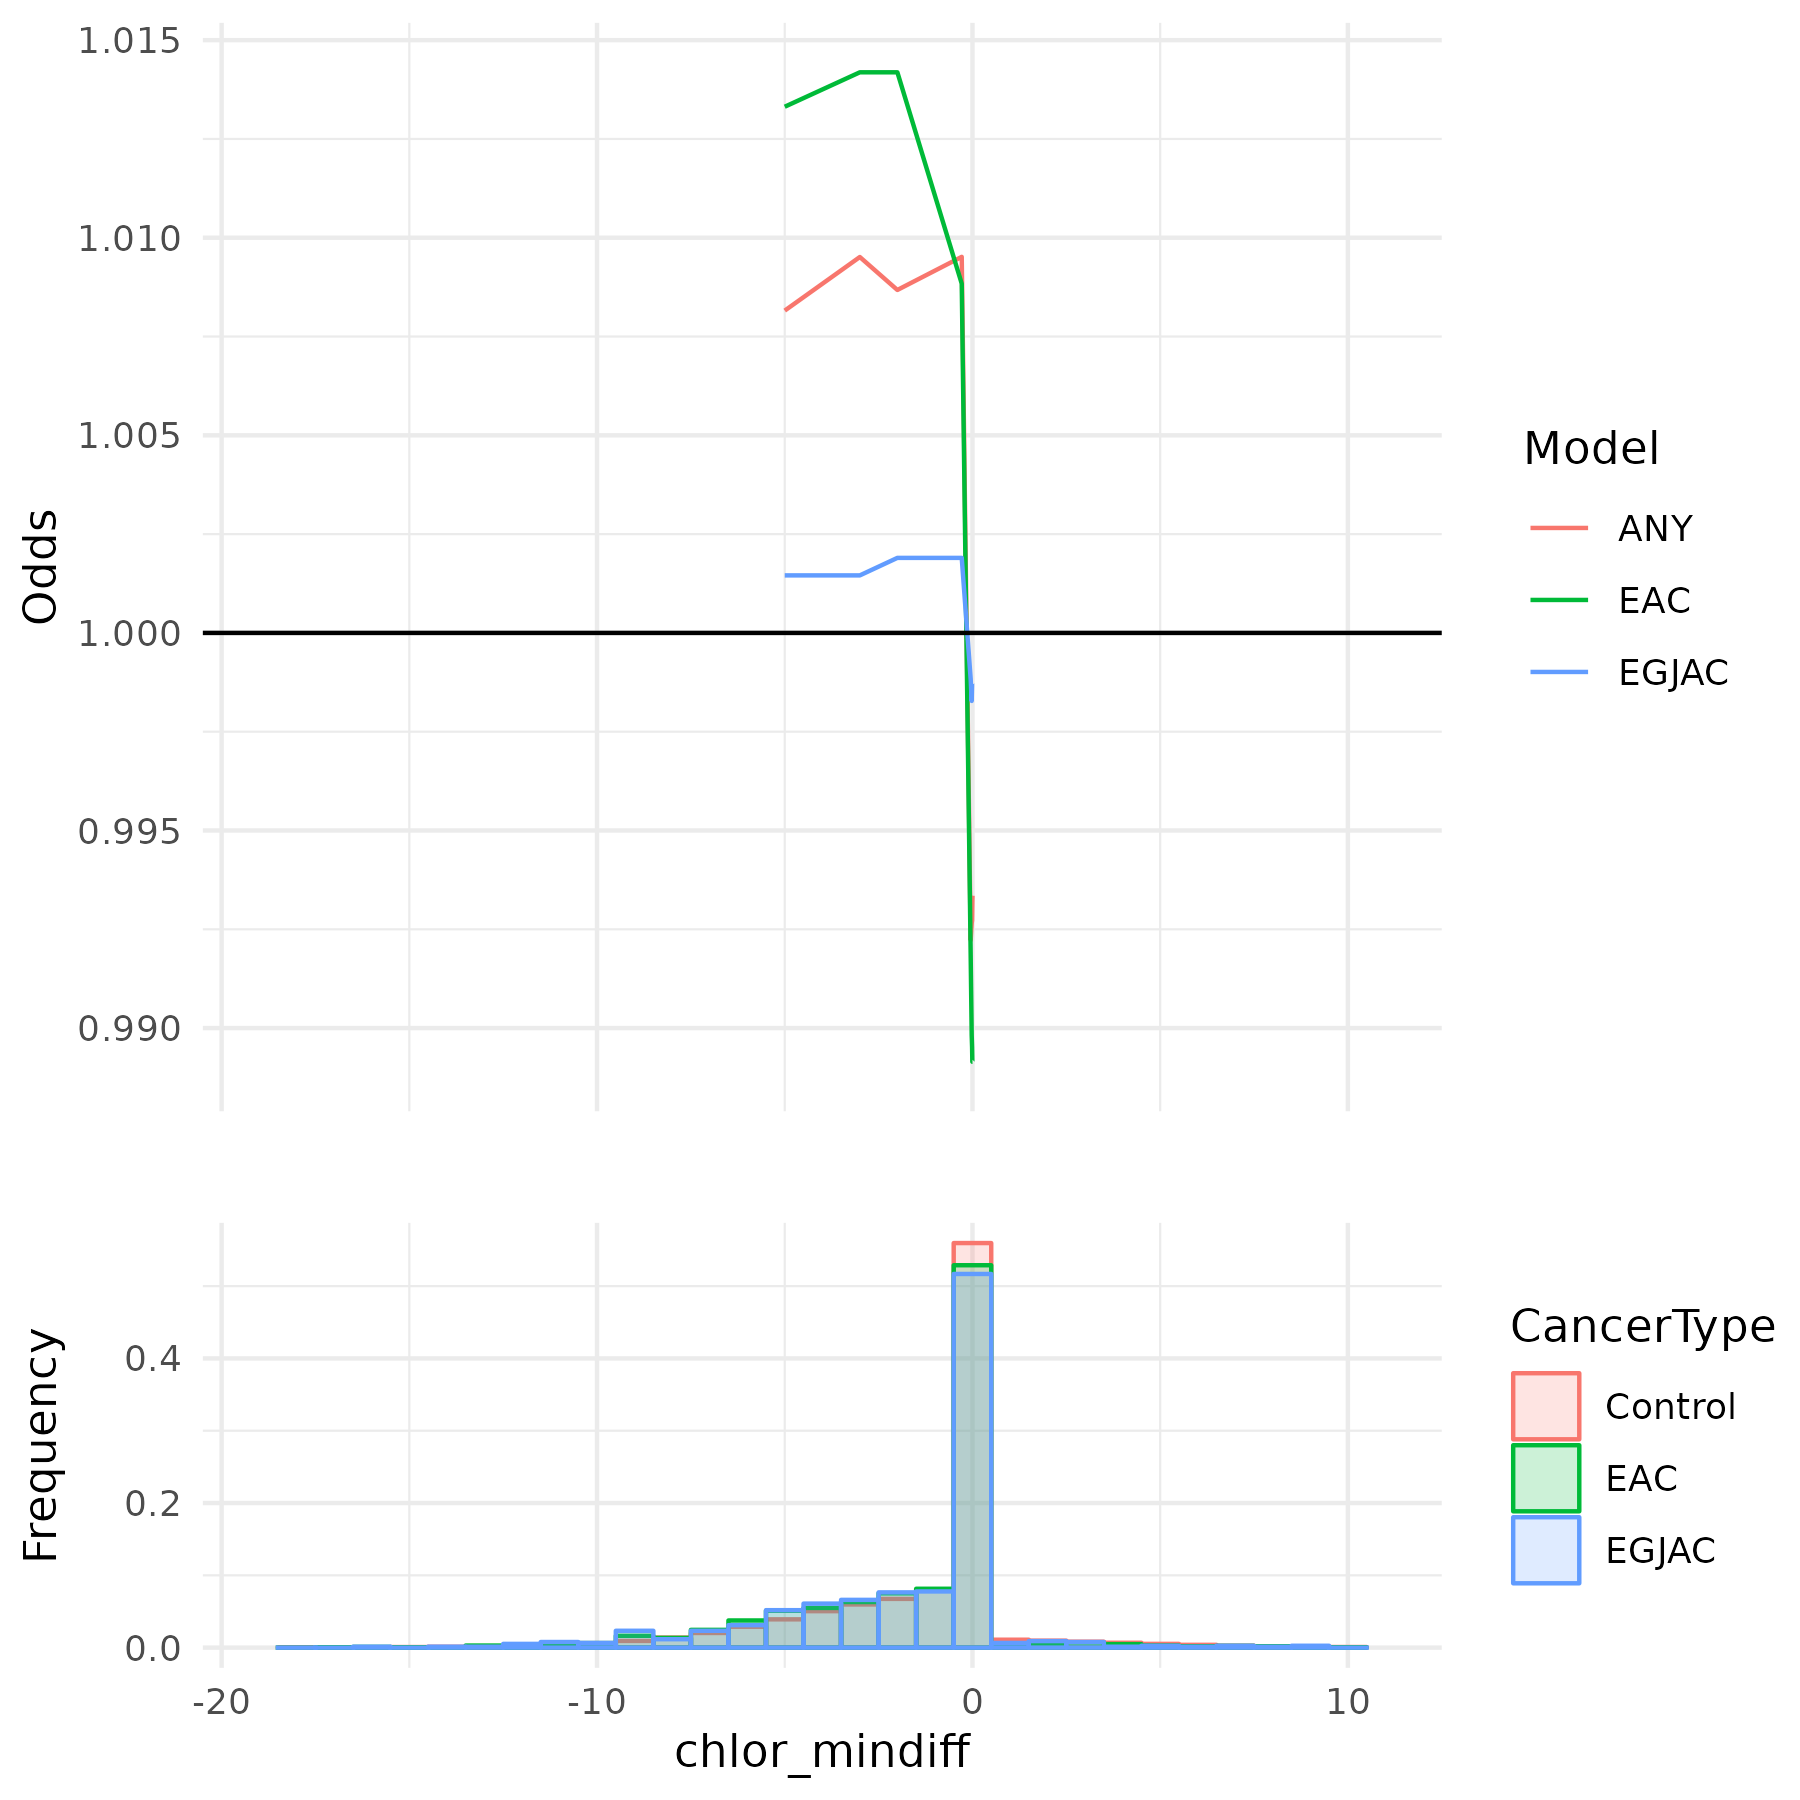 1.015
1.010
1.005
1.000
0.995
0.990
Odds
Model
ANY
EAC
EGJAC
0.4
0.2
0.0
Frequency
-20
-10
0
10
chlor_mindiff
CancerType
Control
EAC
EGJAC